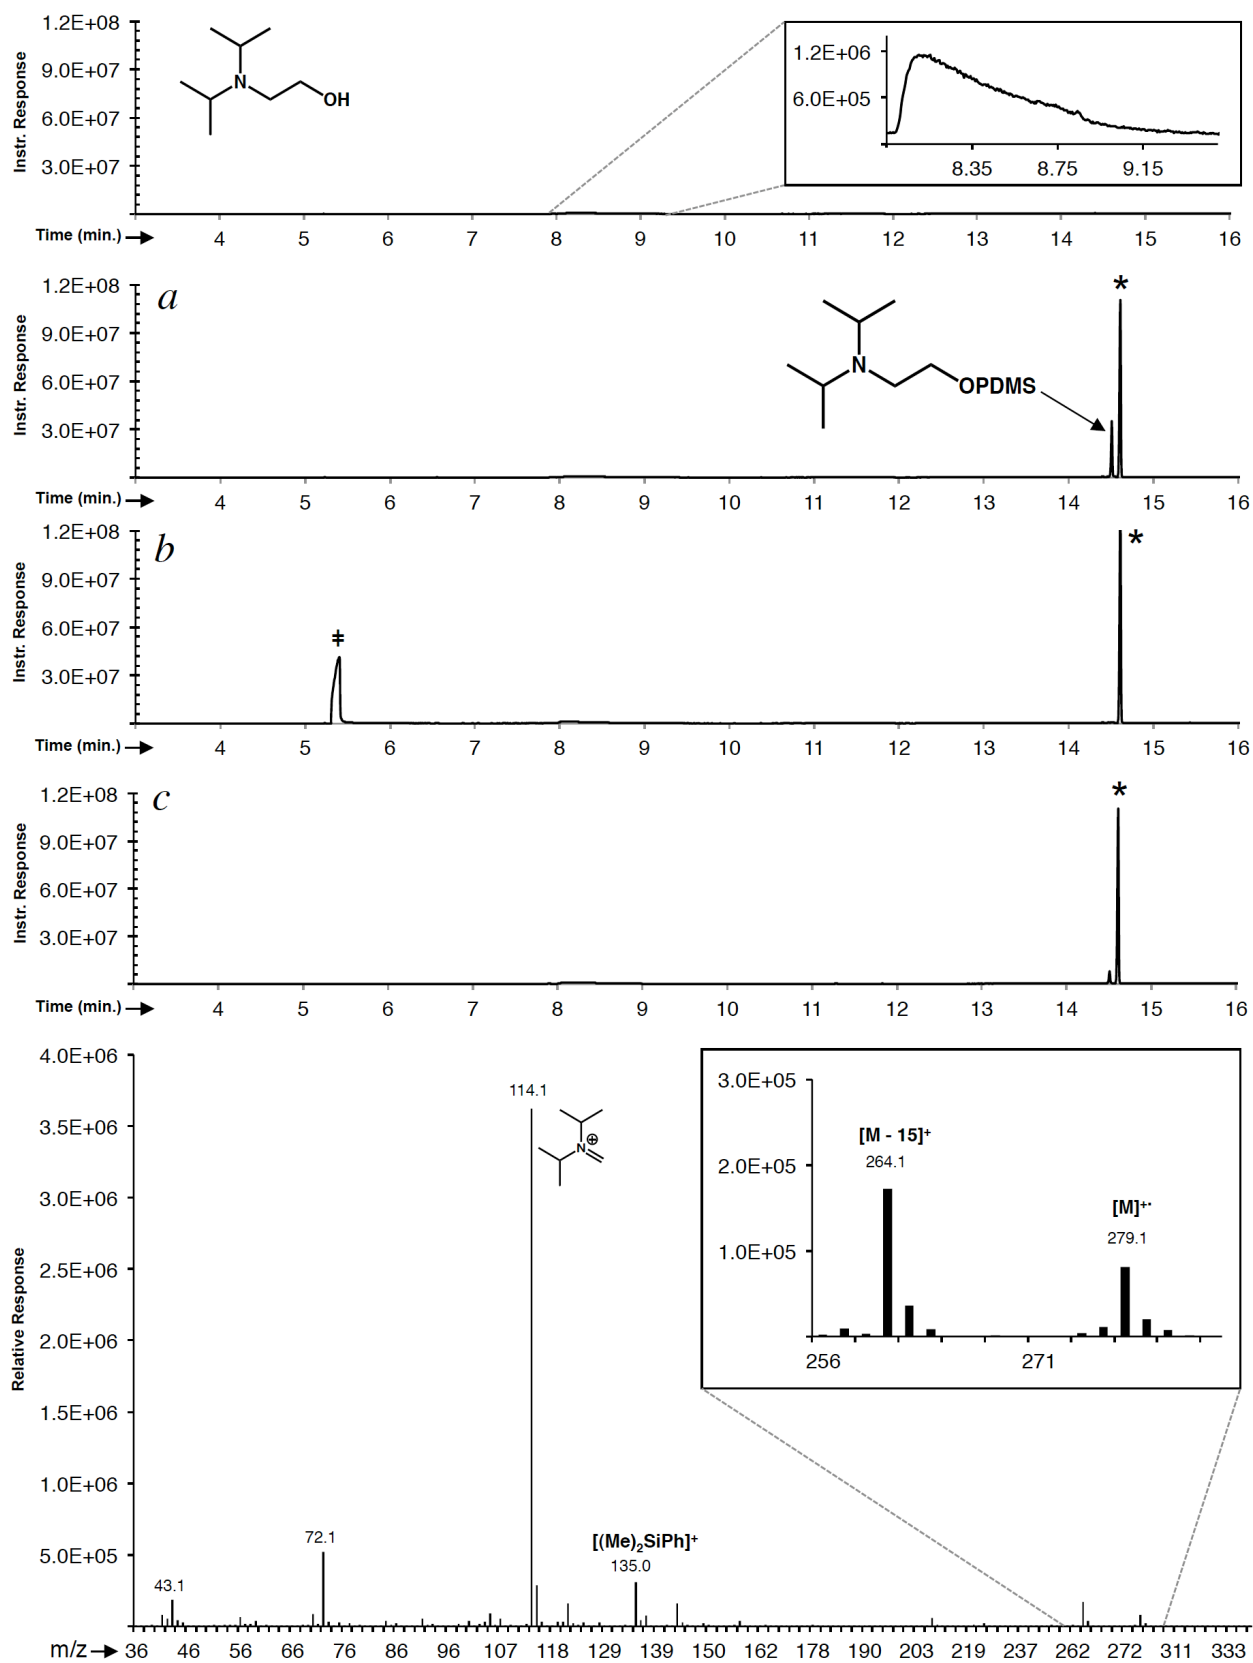 1.2E+08
9.0E+07
6.0E+07
3.0E+07
Instr. Response
N
OH
1.2E+06
6.0E+05
8.35 8.75 9.15
Time (min.) 4 5 6 7 8 9 10 11 12 13 14 15 16
1.2E+08
9.0E+07
6.0E+07
3.0E+07
Instr. Response
a
N
OPDMS
*
Time (min.) 4 5 6 7 8 9 10 11 12 13 14 15 16
1.2E+08
9.0E+07
6.0E+07
3.0E+07
Instr. Response
b
ǂ
*
Time (min.) 4 5 6 7 8 9 10 11 12 13 14 15 16
1.2E+08
9.0E+07
6.0E+07
3.0E+07
Instr. Response
c
*
Time (min.) 4 5 6 7 8 9 10 11 12 13 14 15 16
4.0E+06
3.5E+06
3.0E+06
2.5E+06
2.0E+06
1.5E+06
1.0E+06
5.0E+05
Relative Response
43.1
72.1
114.1
N
⊕
[(Me)₂SiPh]⁺
135.0
3.0E+05
2.0E+05
1.0E+05
[M - 15]⁺
264.1
[M]⁺·
279.1
256 271
m/z 36 46 56 66 76 86 96 107 118 129 139 150 162 178 190 203 219 237 262 272 311 333